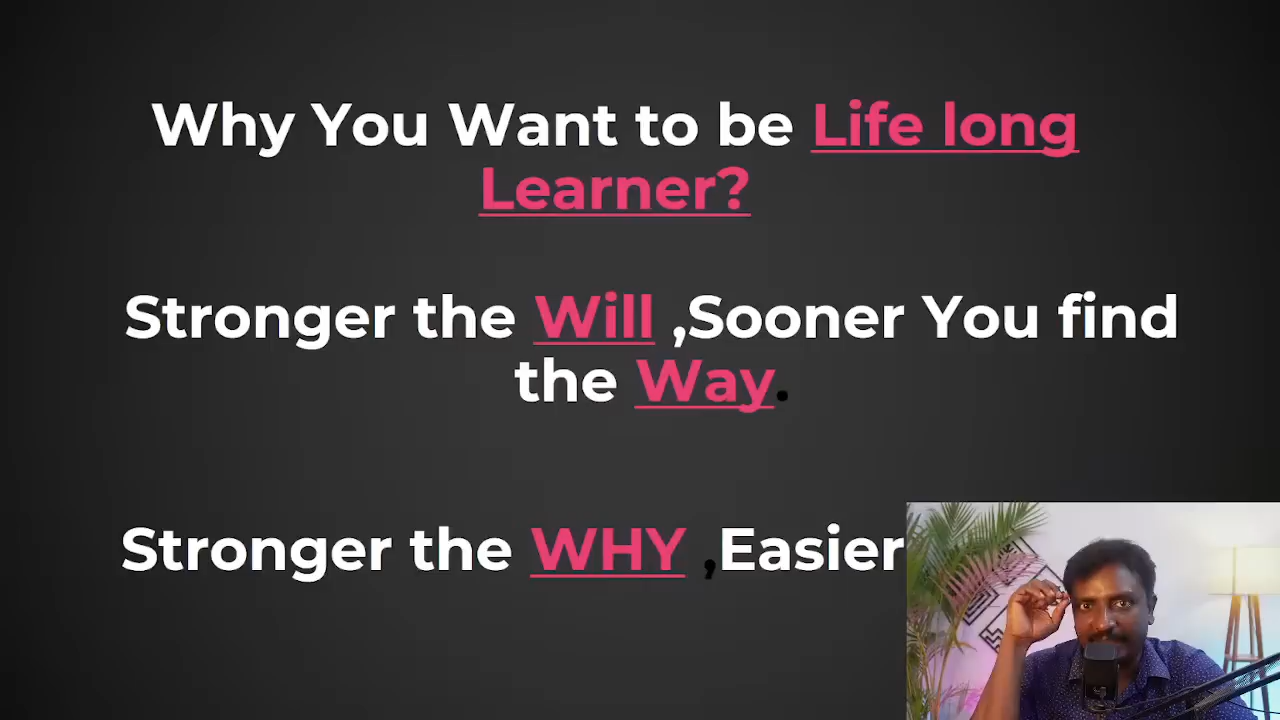 Why You Want to be Life long
Learner?
Stronger the Will ,Sooner You find
the Way.
Stronger the WHY ,Easier